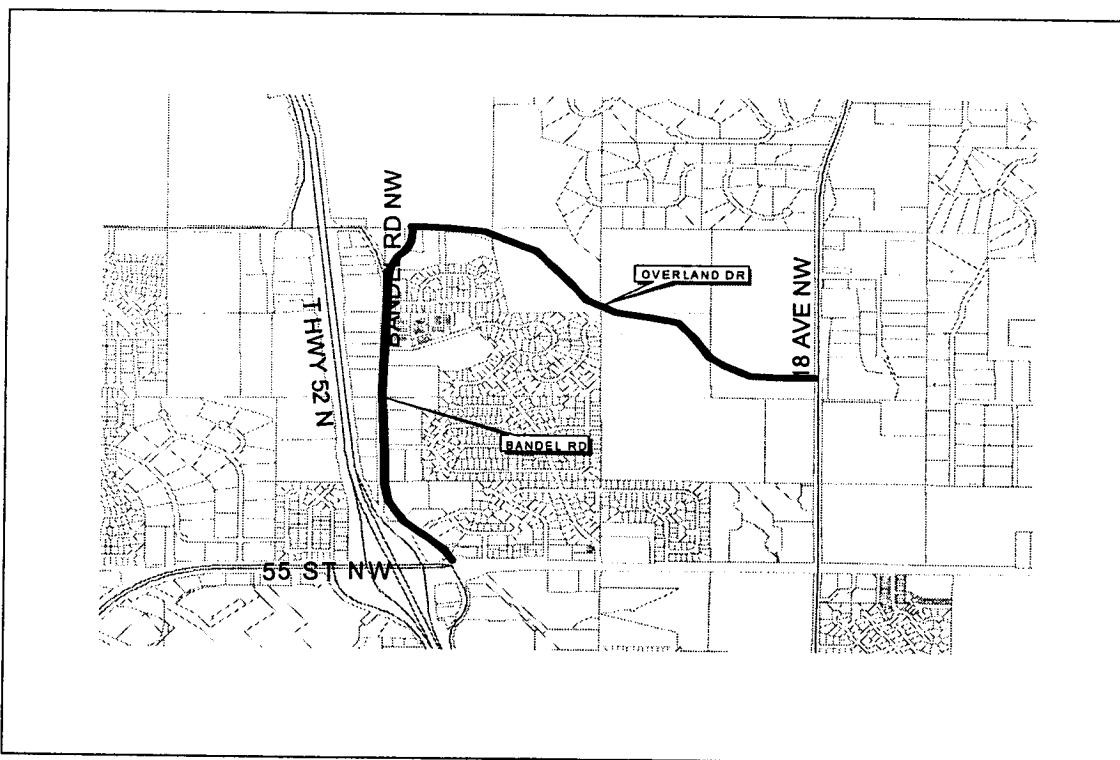 BANDEL RD NW
OVERLAND DR
18 AVE NW
T HWY 52 N
BANDEL RD
55 ST NW